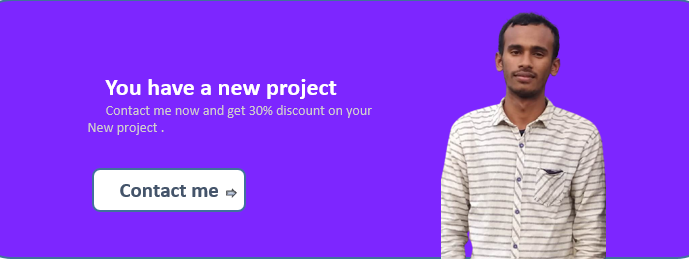 You have a new project
Contact me now and get 30% discount on your
New project .
Contact me ⇨